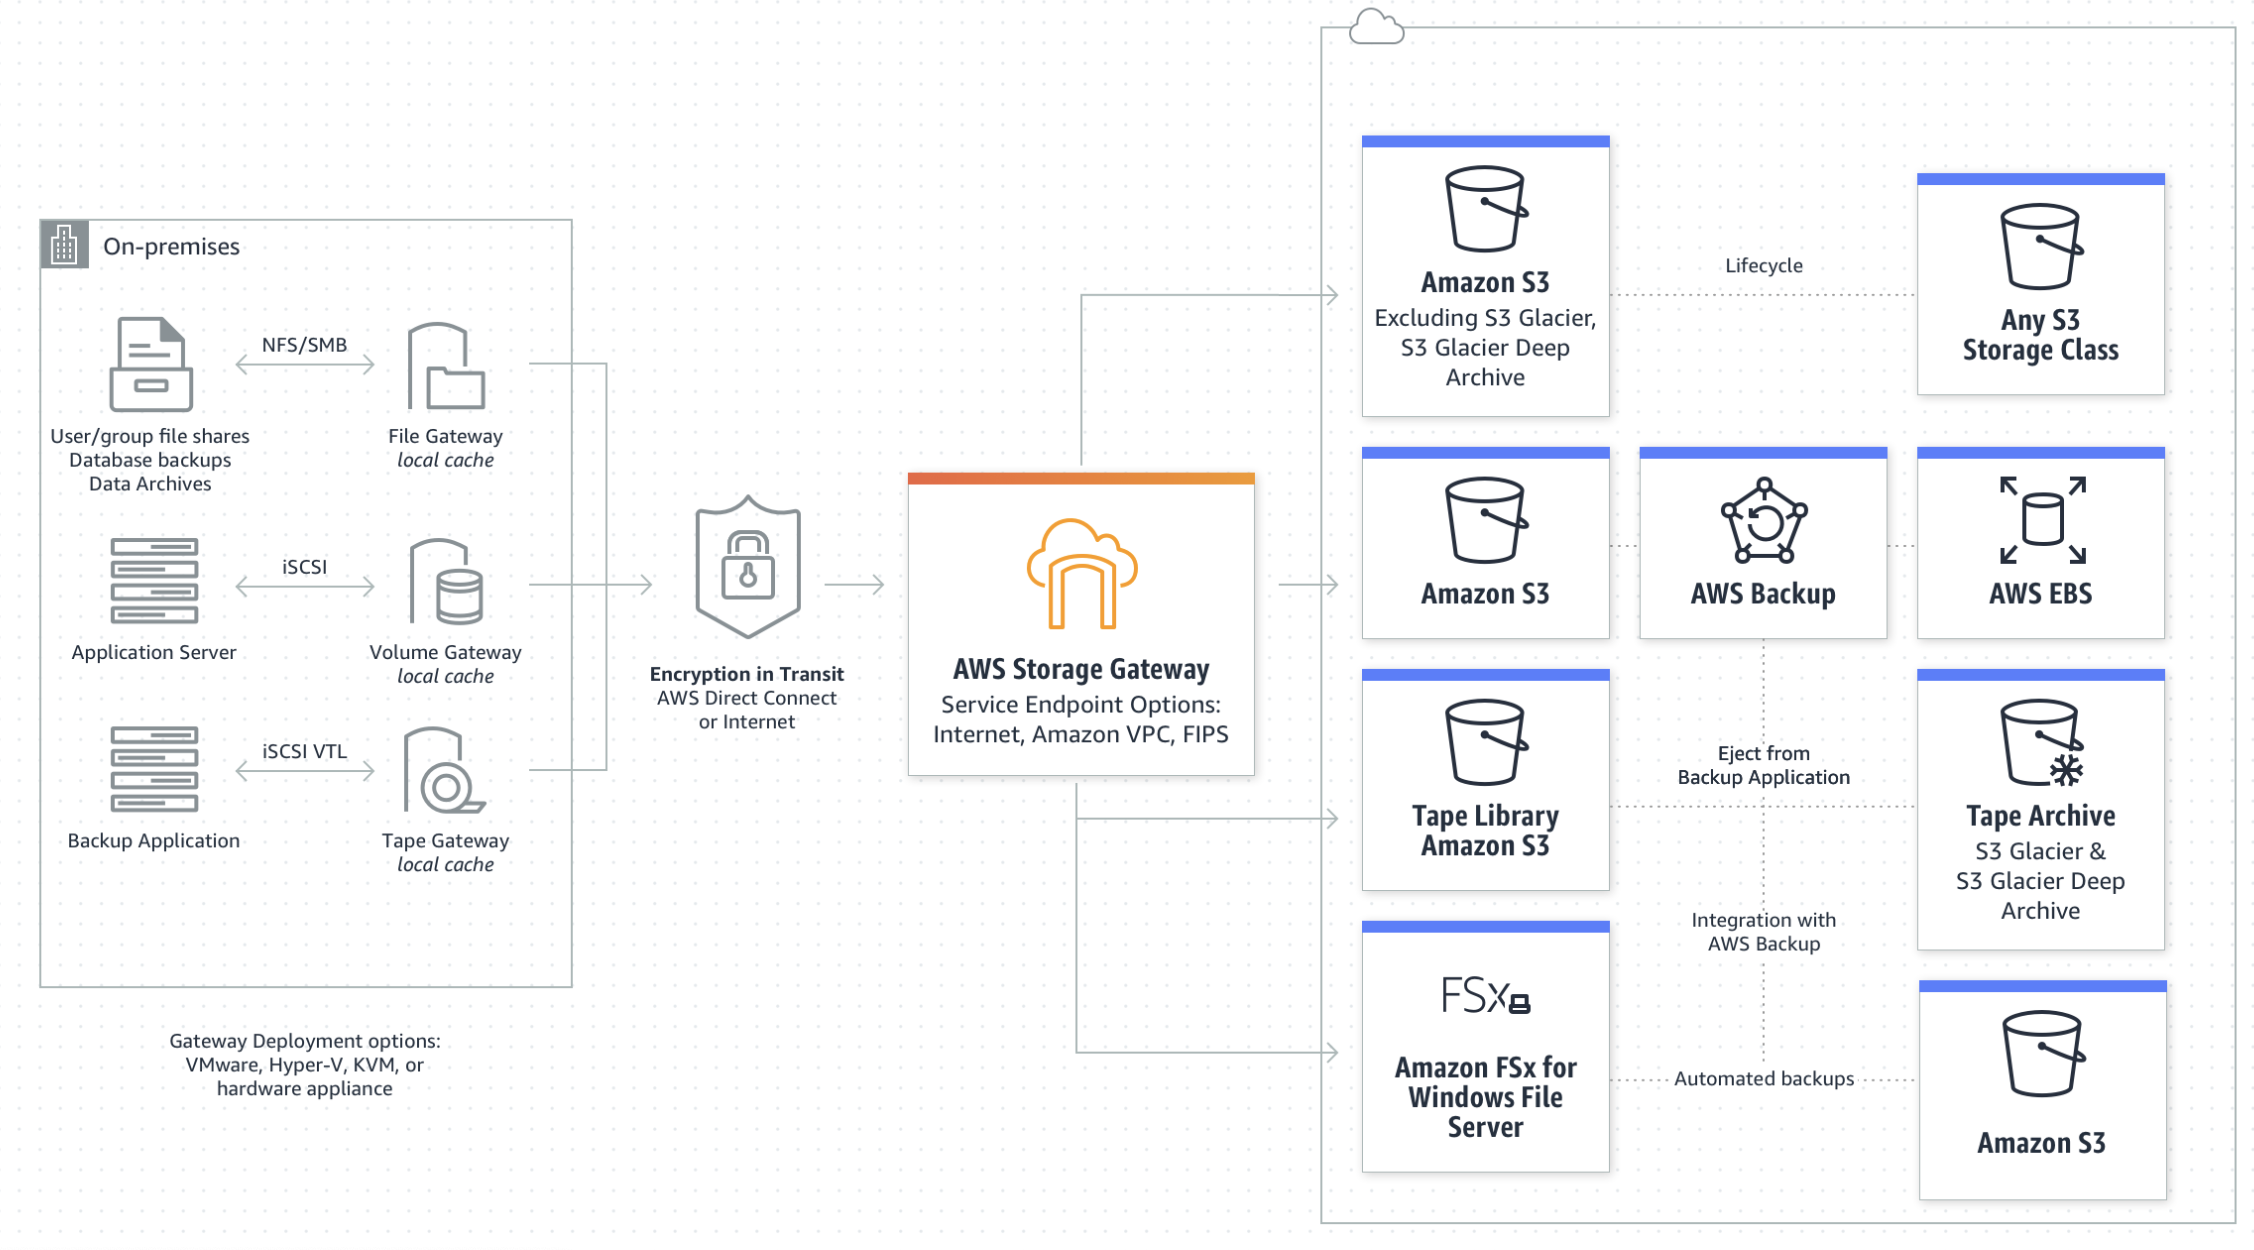 On-premises
NFS/SMB
User/group file shares
Database backups
Data Archives
File Gateway
local cache
iSCSI
Application Server
Volume Gateway
local cache
iSCSI VTL
Backup Application
Tape Gateway
local cache
Gateway Deployment options:
VMware, Hyper-V, KVM, or
hardware appliance
Encryption in Transit
AWS Direct Connect
or Internet
AWS Storage Gateway
Service Endpoint Options:
Internet, Amazon VPC, FIPS
Amazon S3
Excluding S3 Glacier,
S3 Glacier Deep
Archive
Lifecycle
Any S3
Storage Class
Amazon S3
AWS Backup
AWS EBS
Tape Library
Amazon S3
Eject from
Backup Application
Tape Archive
S3 Glacier &
S3 Glacier Deep
Archive
Integration with
AWS Backup
FSx
Amazon FSx for
Windows File
Server
Automated backups
Amazon S3